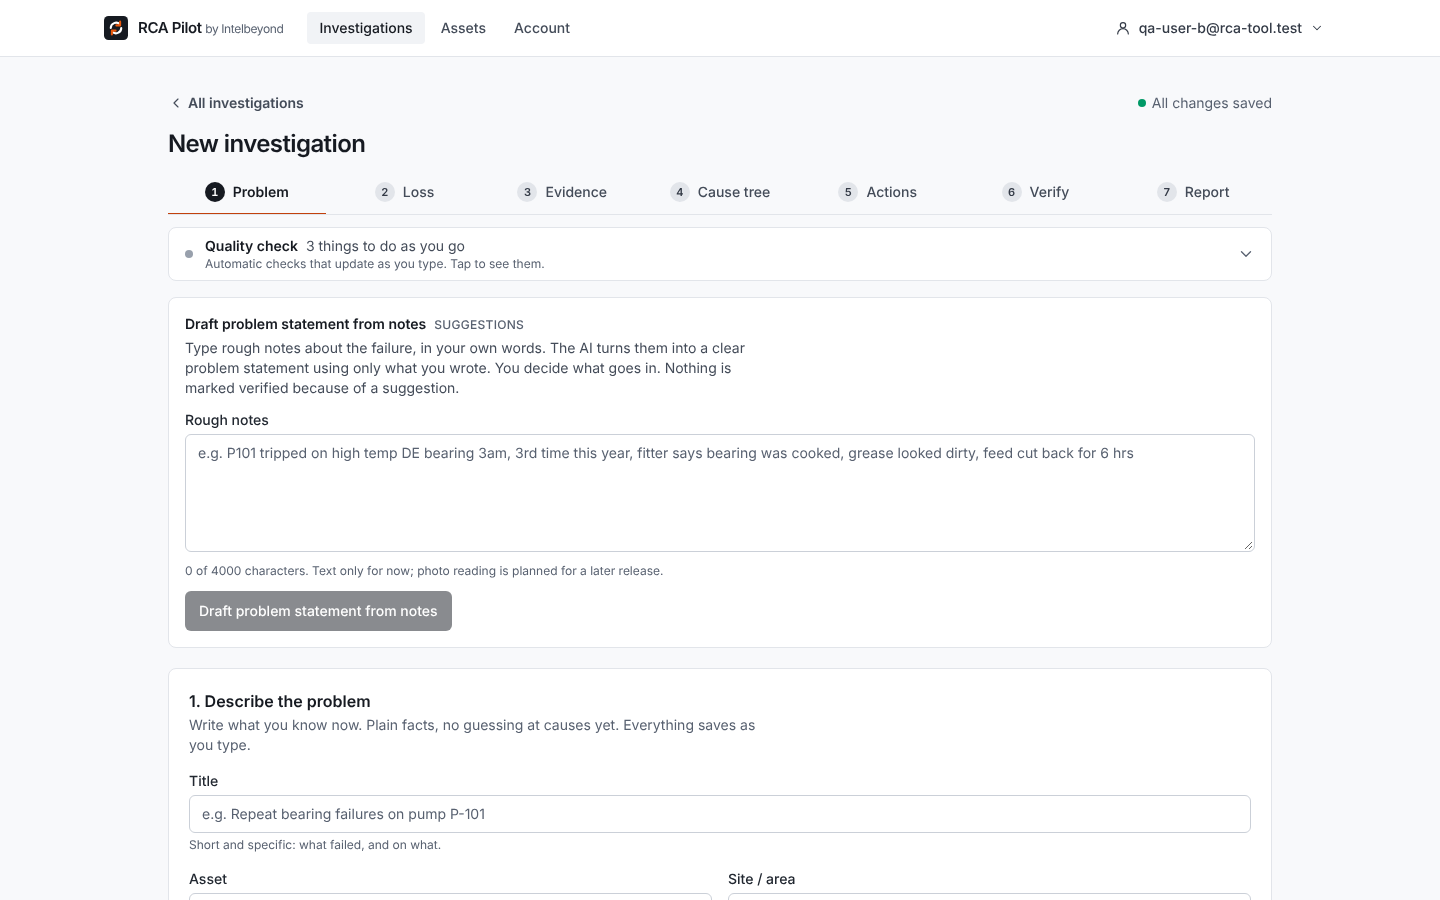 RCA Pilot by Intelbeyond
Investigations
Assets
Account
qa-user-b@rca-tool.test
All investigations
All changes saved
New investigation
1 Problem
2 Loss
3 Evidence
4 Cause tree
5 Actions
6 Verify
7 Report
Quality check 3 things to do as you go
Automatic checks that update as you type. Tap to see them.
Draft problem statement from notes SUGGESTIONS
Type rough notes about the failure, in your own words. The AI turns them into a clear
problem statement using only what you wrote. You decide what goes in. Nothing is
marked verified because of a suggestion.
Rough notes
e.g. P101 tripped on high temp DE bearing 3am, 3rd time this year, fitter says bearing was cooked, grease looked dirty, feed cut back for 6 hrs
0 of 4000 characters. Text only for now; photo reading is planned for a later release.
Draft problem statement from notes
1. Describe the problem
Write what you know now. Plain facts, no guessing at causes yet. Everything saves as
you type.
Title
e.g. Repeat bearing failures on pump P-101
Short and specific: what failed, and on what.
Asset
Site / area